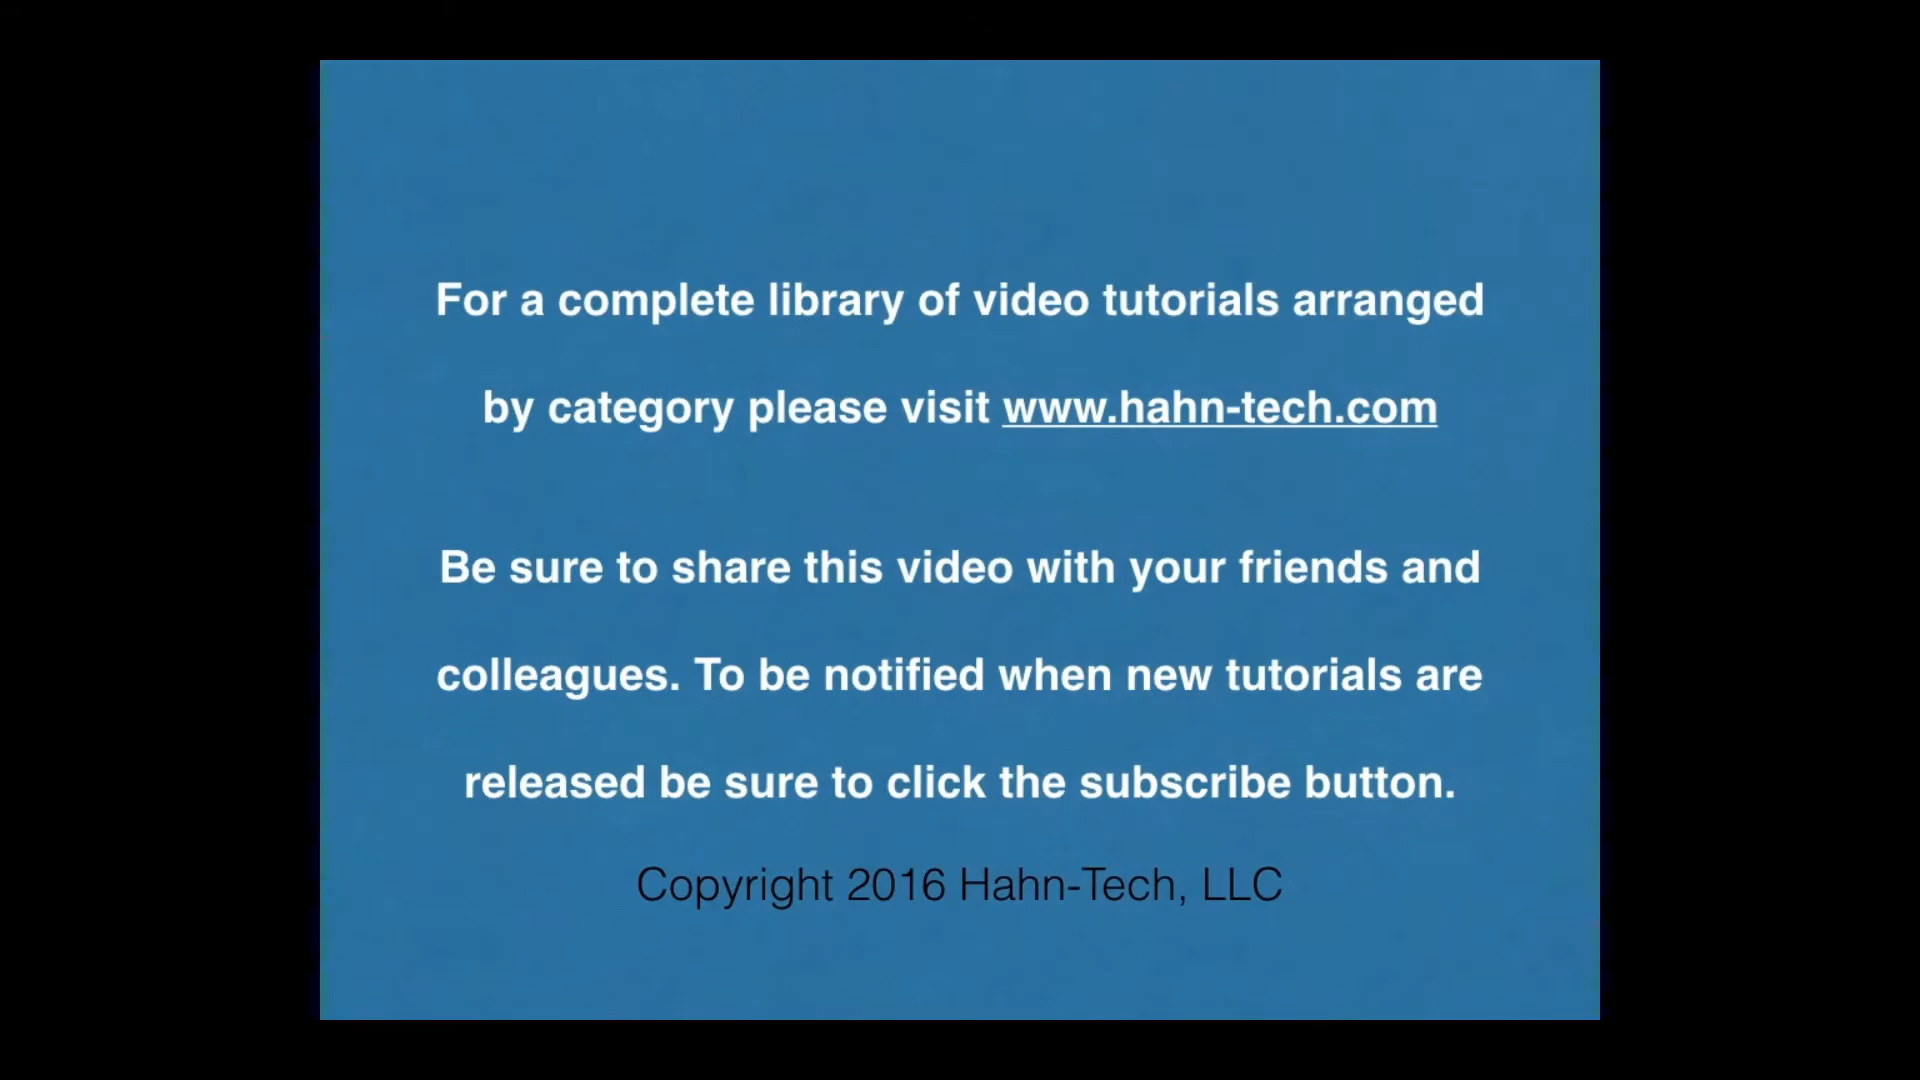 For a complete library of video tutorials arranged
by category please visit www.hahn-tech.com
Be sure to share this video with your friends and
colleagues. To be notified when new tutorials are
released be sure to click the subscribe button.
Copyright 2016 Hahn-Tech, LLC